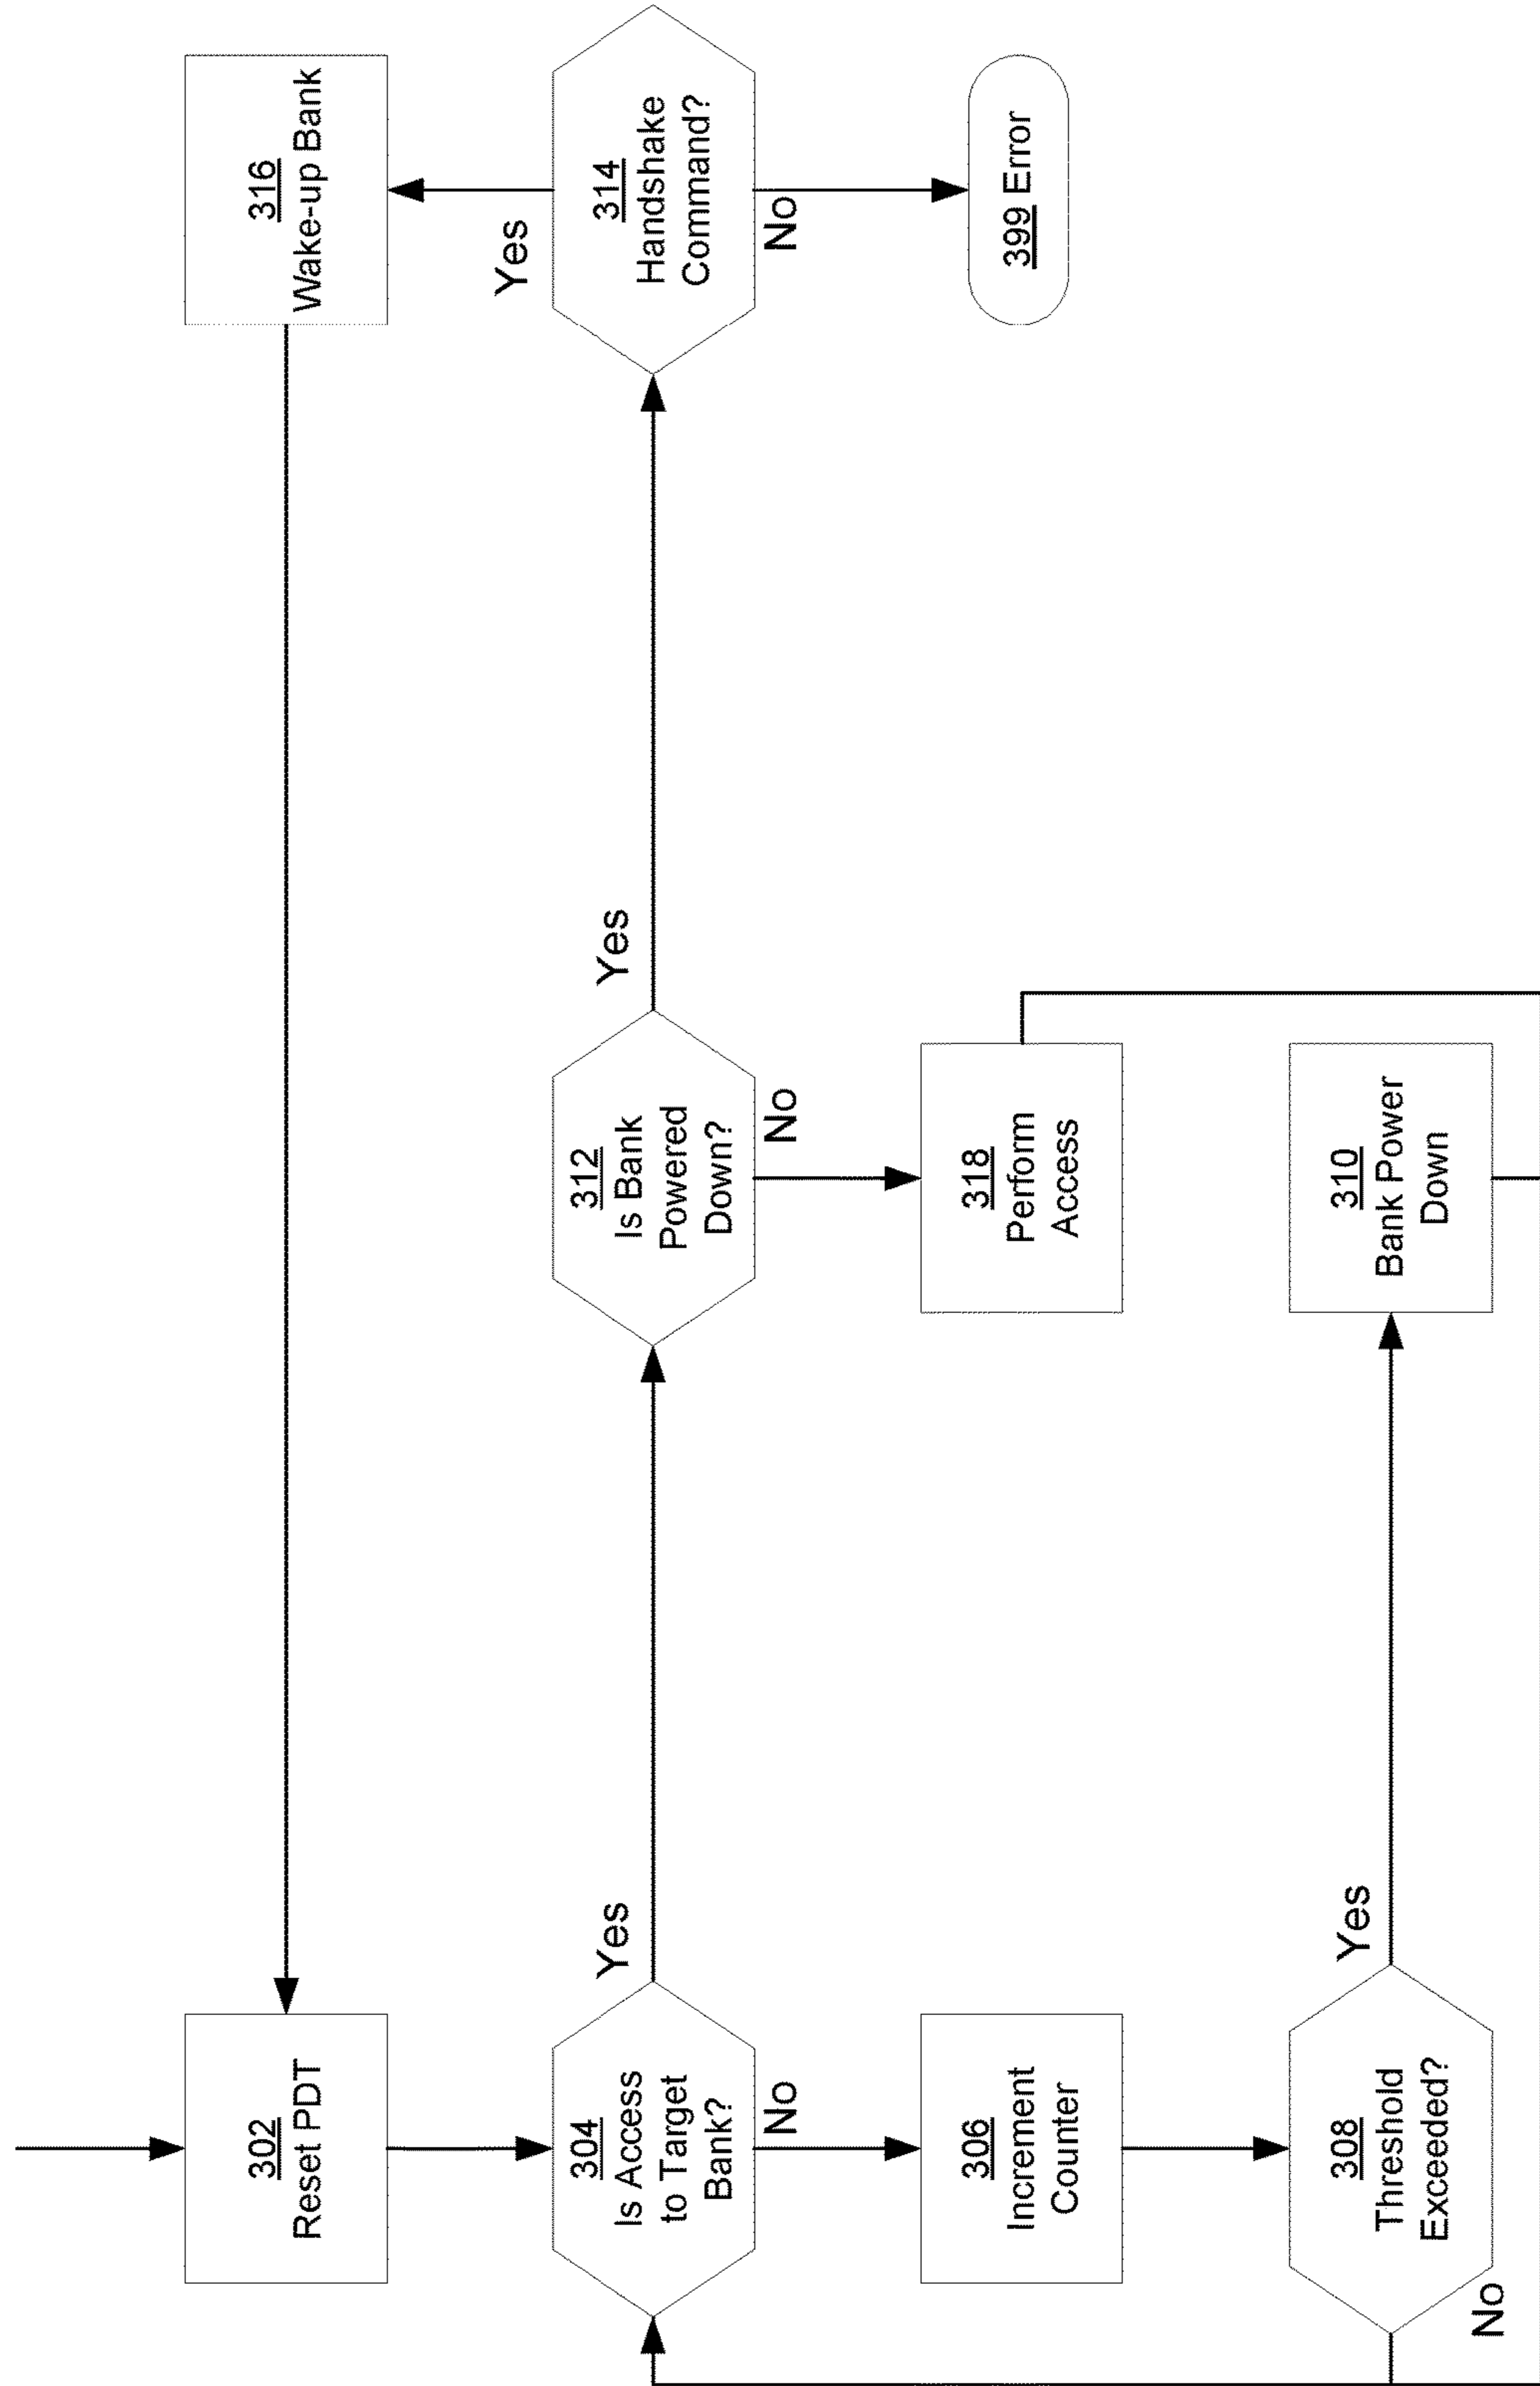 302
Reset PDT
316
Wake-up Bank
Yes
304
Is Access
to Target
Bank?
Yes
312
Is Bank
Powered
Down?
Yes
314
Handshake
Command?
No
No
No
306
Increment
Counter
318
Perform
Access
399 Error
308
Threshold
Exceeded?
Yes
310
Bank Power
Down
No